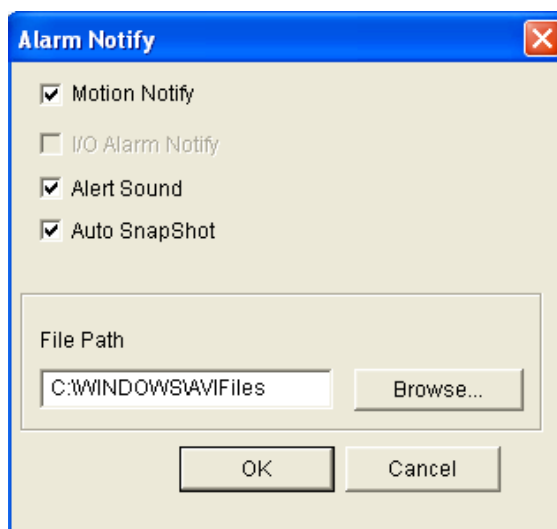 Alarm Notify
Motion Notify
I/O Alarm Notify
Alert Sound
Auto SnapShot
File Path
C:\WINDOWS\AVIFiles
Browse...
OK
Cancel